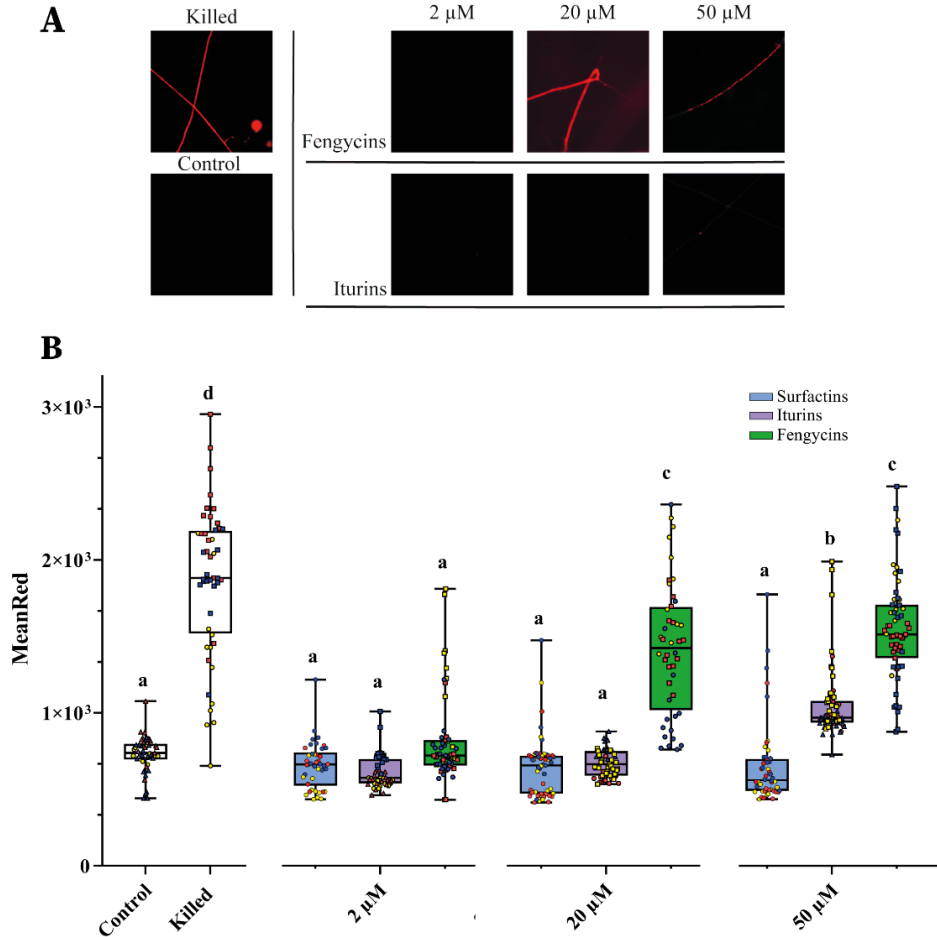 A
Killed
2 µM 20 µM 50 µM
Fengycins
Control
Iturins
B
MeanRed
3×10³
2×10³
1×10³
0
a
d
a
a
a
a
a
c
a
b
c
Surfactins
Iturins
Fengycins
Control
Killed
2 µM
20 µM
50 µM